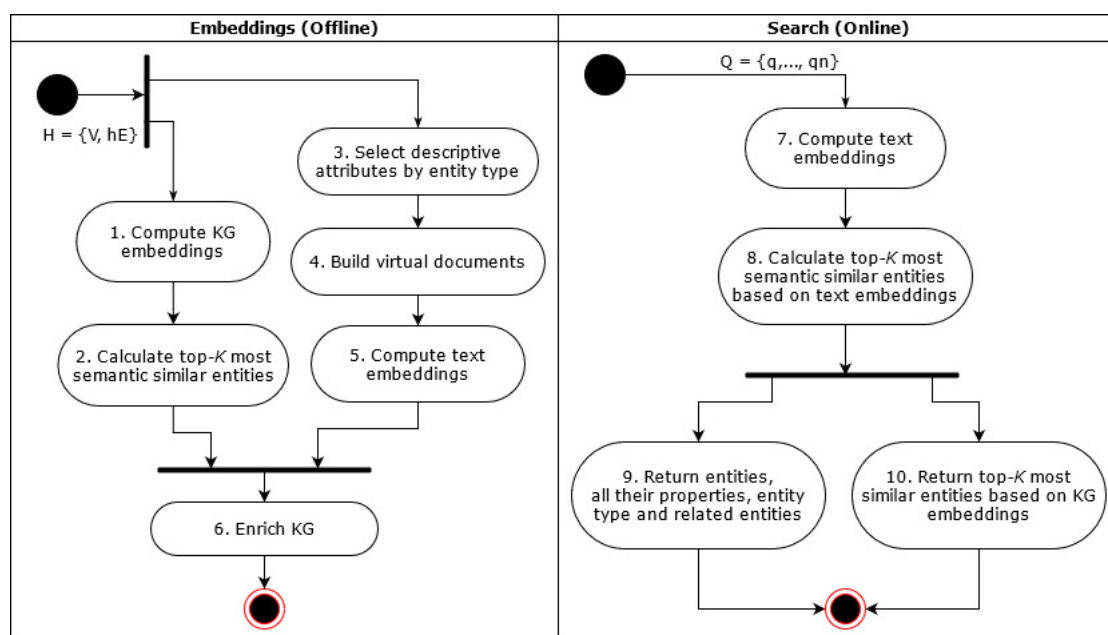 Embeddings (Offline)
H = {V, hE}
1. Compute KG
embeddings
2. Calculate top-K most
semantic similar entities
3. Select descriptive
attributes by entity type
4. Build virtual documents
5. Compute text
embeddings
6. Enrich KG
Search (Online)
Q = {q,..., qn}
7. Compute text
embeddings
8. Calculate top-K most
semantic similar entities
based on text embeddings
9. Return entities,
all their properties, entity
type and related entities
10. Return top-K most
similar entities based on KG
embeddings